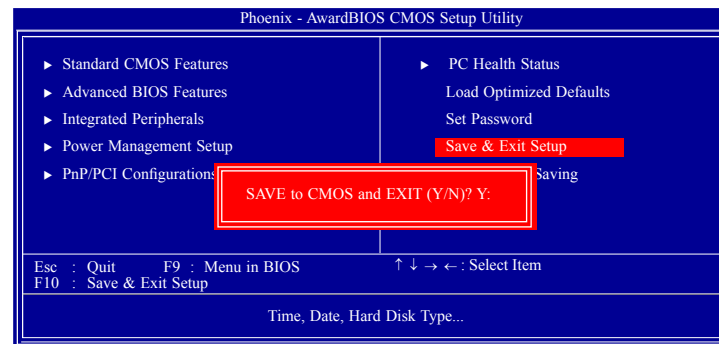 Phoenix - AwardBIOS CMOS Setup Utility
► Standard CMOS Features
► Advanced BIOS Features
► Integrated Peripherals
► Power Management Setup
► PnP/PCI Configurations
► PC Health Status
Load Optimized Defaults
Set Password
Save & Exit Setup
Saving
SAVE to CMOS and EXIT (Y/N)? Y:
Esc : Quit F9 : Menu in BIOS ↑ ↓ → ← : Select Item
F10 : Save & Exit Setup
Time, Date, Hard Disk Type...